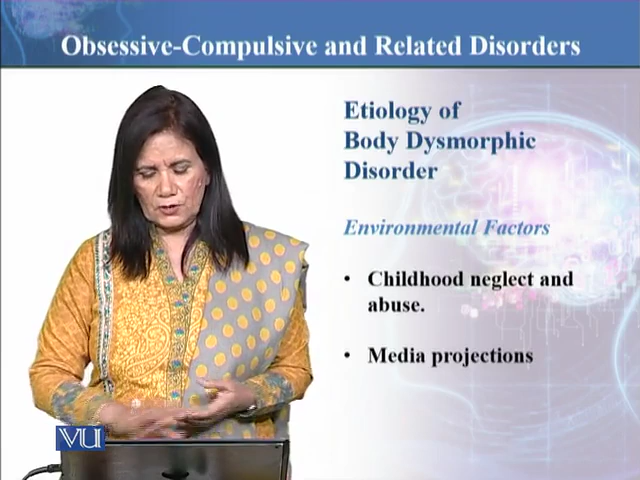 Obsessive-Compulsive and Related Disorders
Etiology of
Body Dysmorphic
Disorder
Environmental Factors
• Childhood neglect and
abuse.
• Media projections
VU